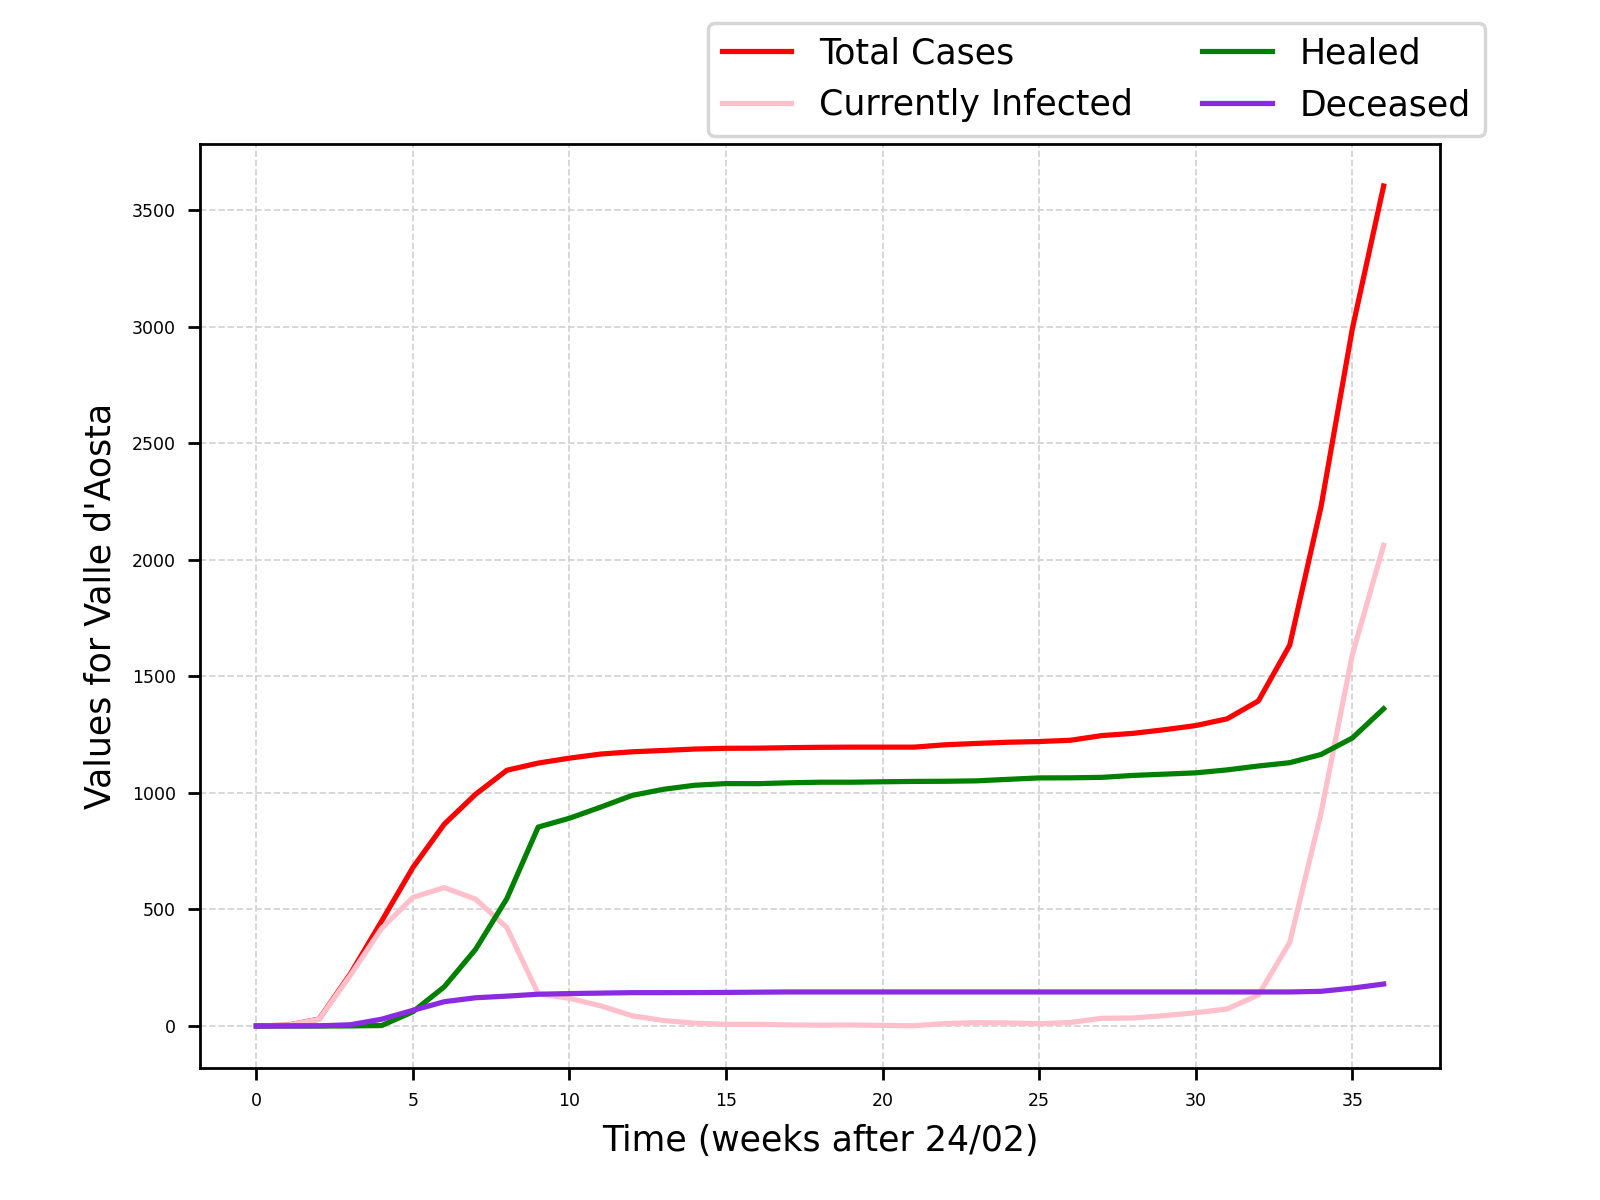 Total Cases
Currently Infected
Healed
Deceased
Values for Valle d'Aosta
3500
3000
2500
2000
1500
1000
500
0
0 5 10 15 20 25 30 35
Time (weeks after 24/02)